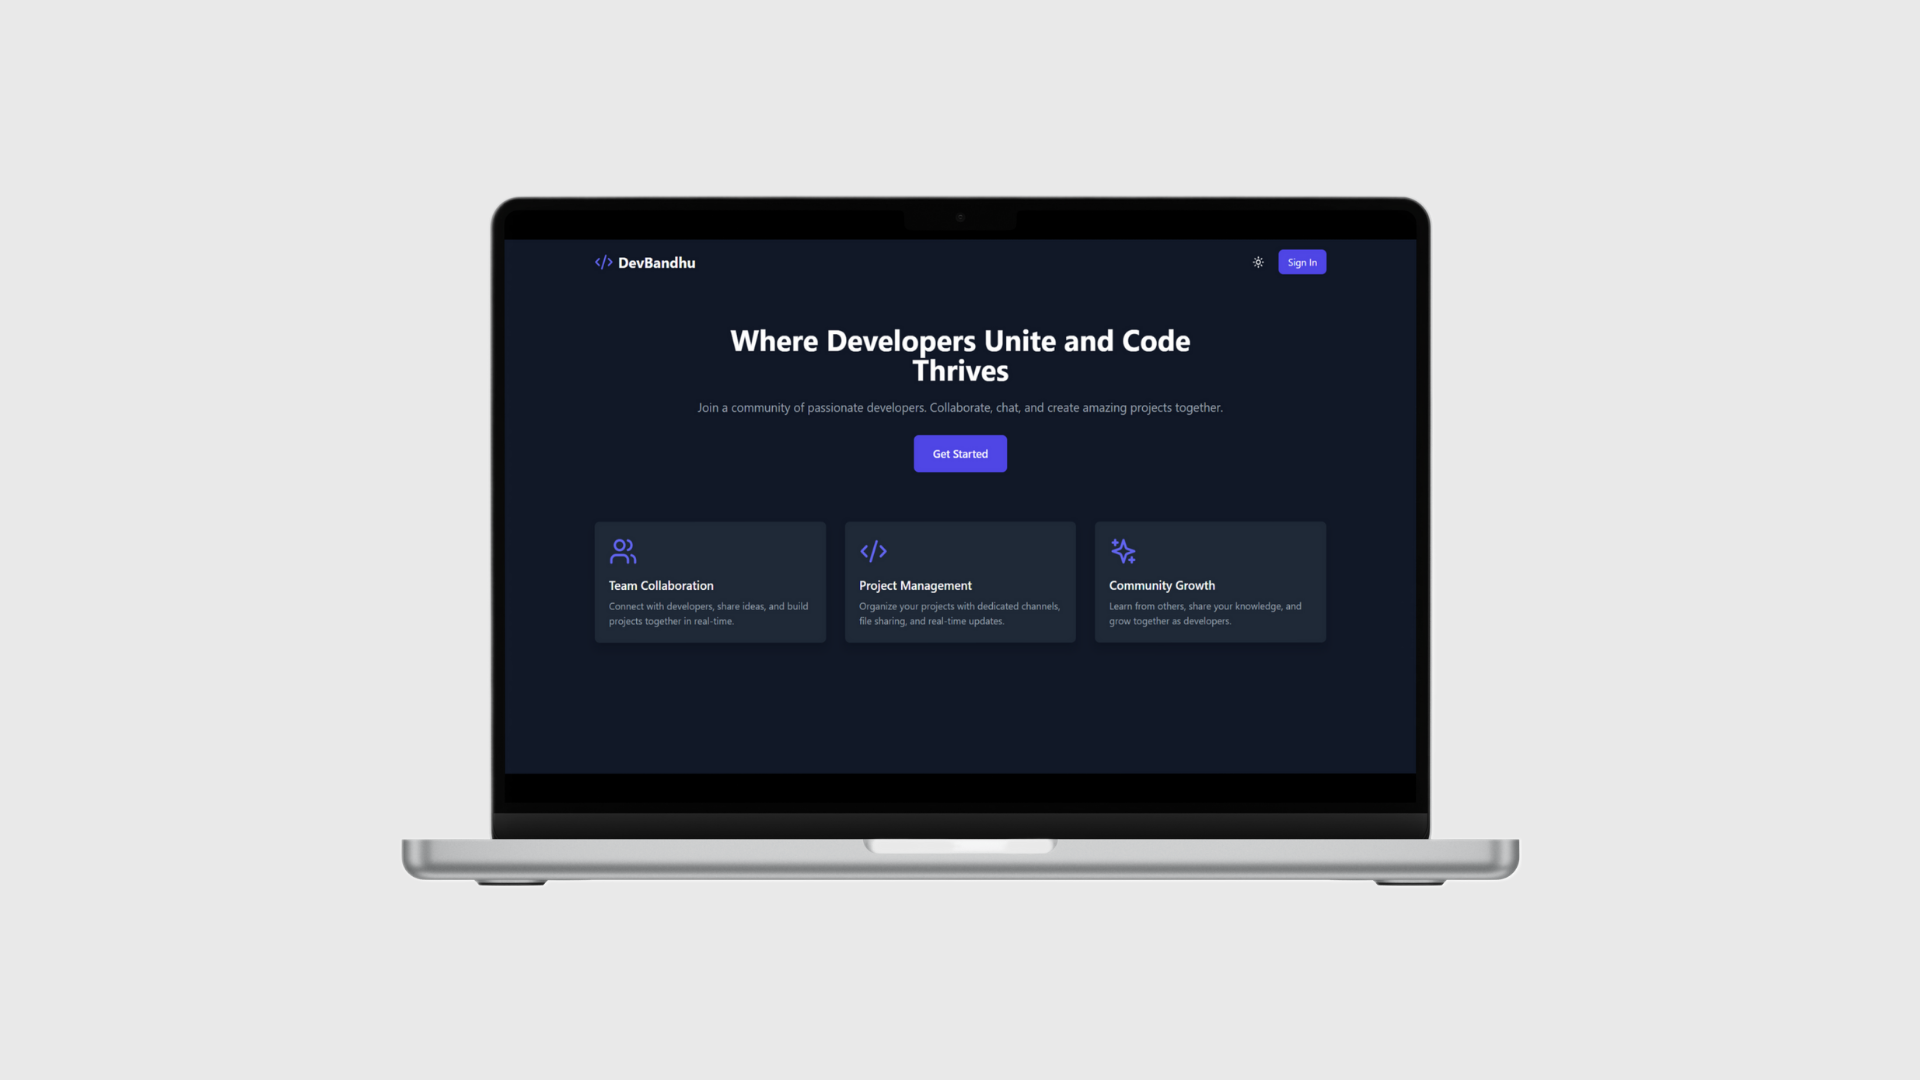 </> DevBandhu
Sign In
Where Developers Unite and Code
Thrives
Join a community of passionate developers. Collaborate, chat, and create amazing projects together.
Get Started
Team Collaboration
Connect with developers, share ideas, and build
projects together in real-time.
Project Management
Organize your projects with dedicated channels,
file sharing, and real-time updates.
Community Growth
Learn from others, share your knowledge, and
grow together as developers.